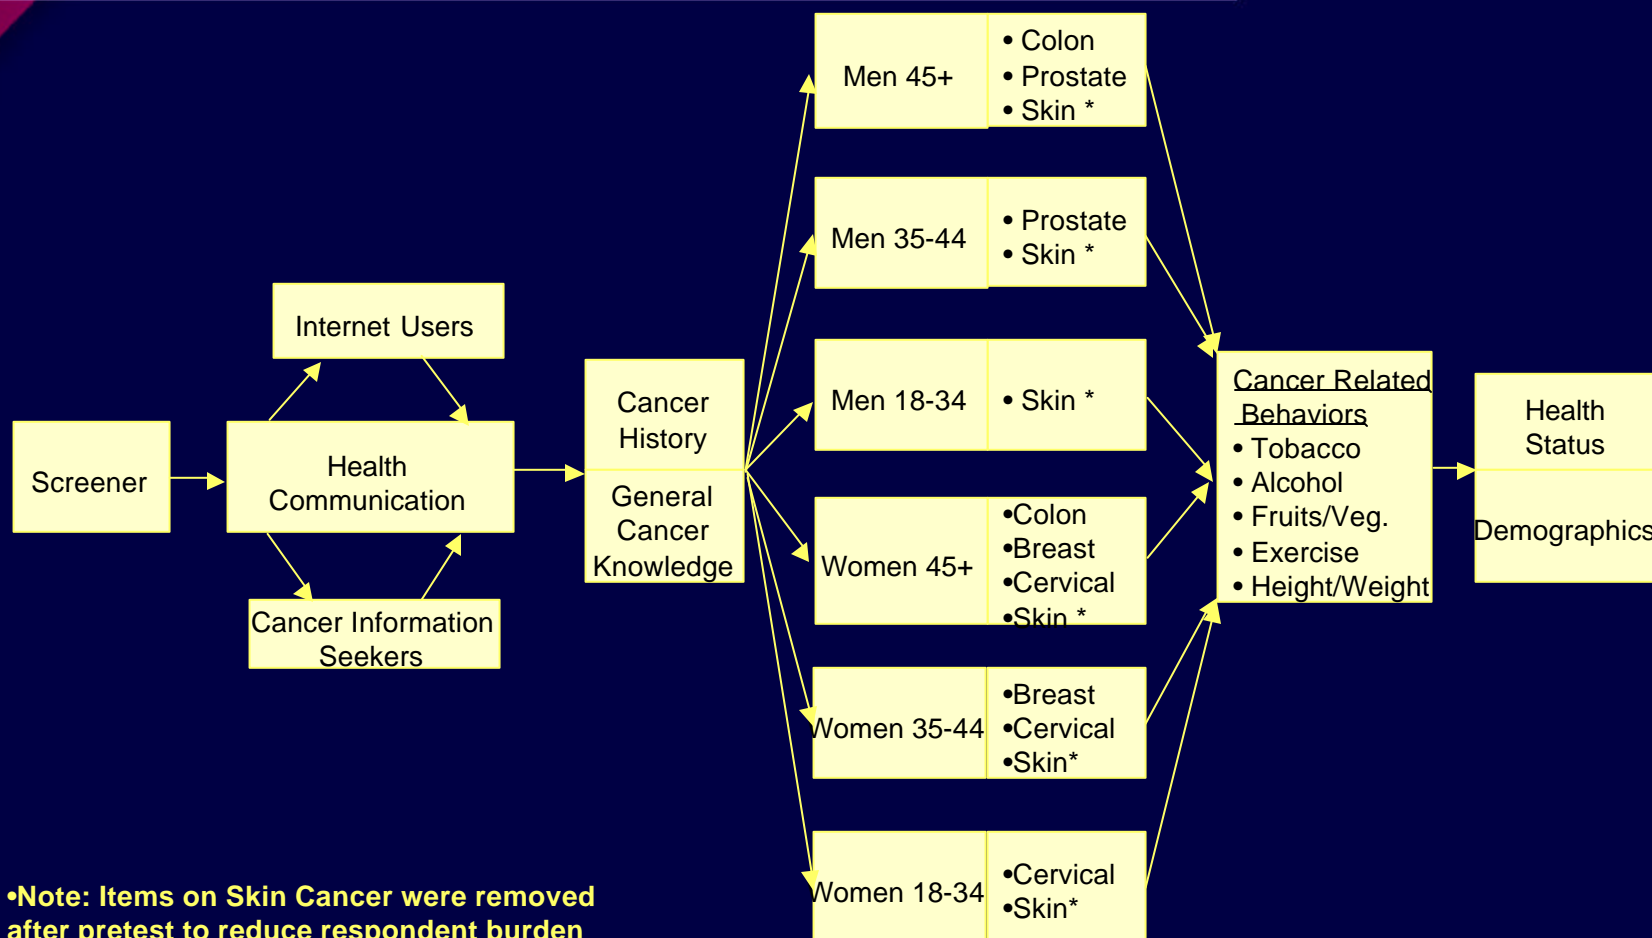 Screener
Internet Users
Health
Communication
Cancer Information
Seekers
Cancer
History
General
Cancer
Knowledge
Men 45+
• Colon
• Prostate
• Skin *
Men 35-44
• Prostate
• Skin *
Men 18-34
• Skin *
Women 45+
•Colon
•Breast
•Cervical
•Skin *
Women 35-44
•Breast
•Cervical
•Skin*
Women 18-34
•Cervical
•Skin*
Cancer Related
Behaviors
• Tobacco
• Alcohol
• Fruits/Veg.
• Exercise
• Height/Weight
Health
Status
Demographics
•Note: Items on Skin Cancer were removed
after pretest to reduce respondent burden